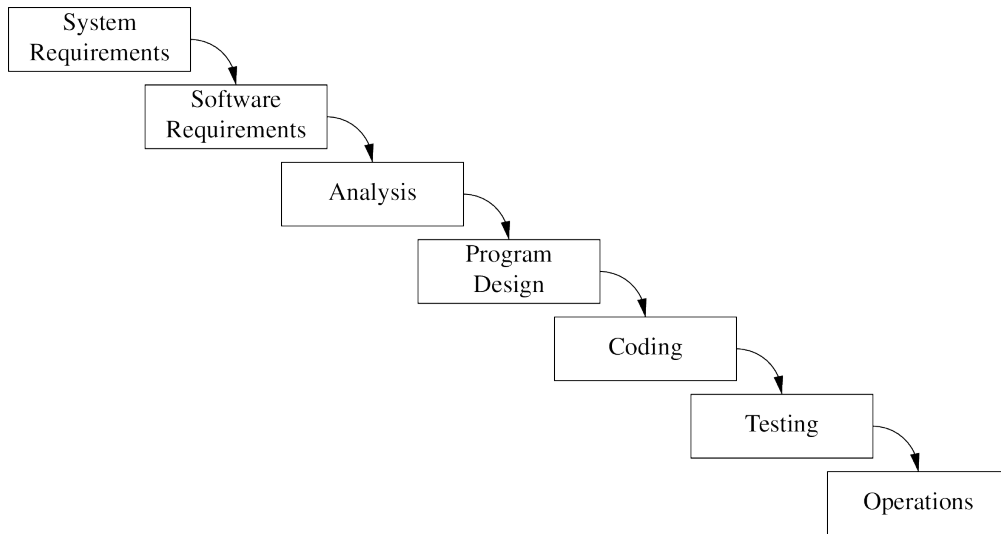 System
Requirements
Software
Requirements
Analysis
Program
Design
Coding
Testing
Operations